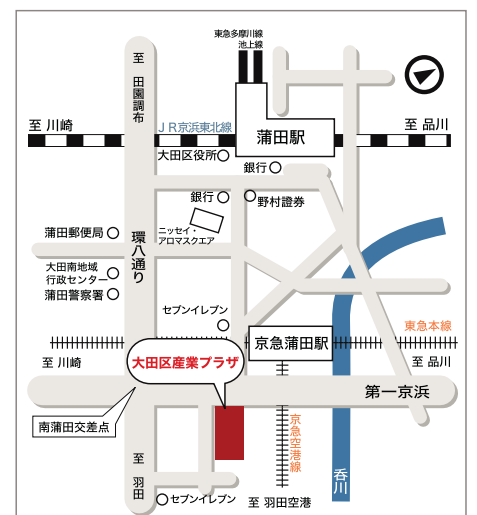 東急多摩川線
池上線
至 田園調布
至 川崎
JR京浜東北線
至 品川
蒲田駅
大田区役所
銀行
銀行
野村證券
蒲田郵便局
環八通り
ニッセイ・
アロマスクエア
大田南地域
行政センター
蒲田警察署
セブンイレブン
東急本線
京急蒲田駅
至 川崎
大田区産業プラザ
至 品川
第一京浜
南蒲田交差点
京急空港線
至 羽田
呑川
セブンイレブン
至 羽田空港